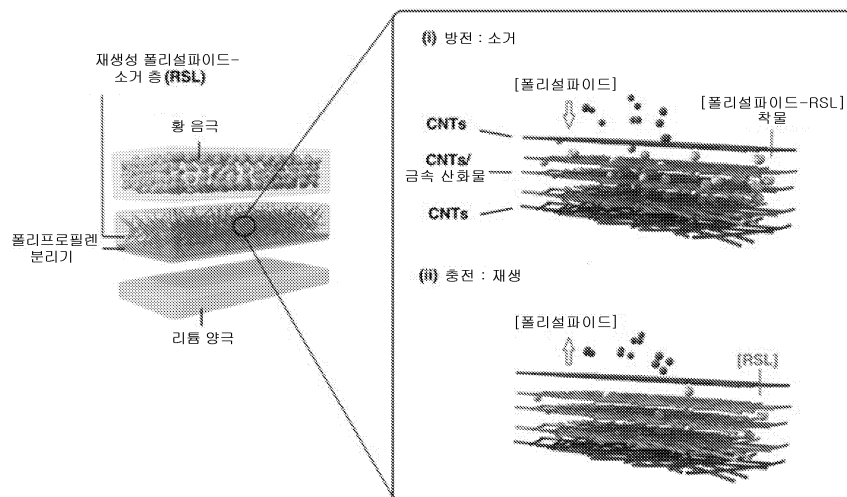 재생성 폴리설파이드-
소거 층(RSL)
황 음극
폴리프로필렌
분리기
리튬 양극
(i) 방전 : 소거
[폴리설파이드]
[폴리설파이드-RSL]
착물
CNTs
CNTs/
금속 산화물
CNTs
(ii) 충전 : 재생
[폴리설파이드]
[RSL]